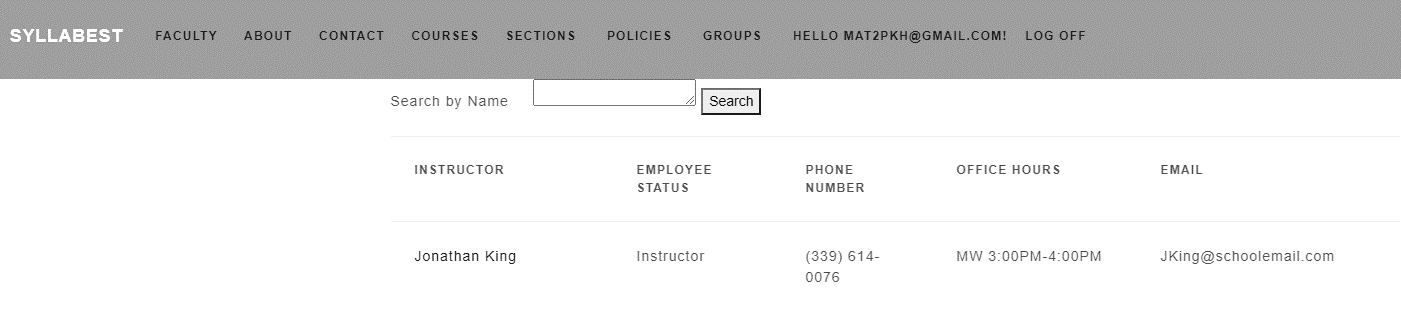 SYLLABEST FACULTY ABOUT CONTACT COURSES SECTIONS POLICIES GROUPS HELLO MAT2PKH@GMAIL.COM! LOG OFF
Search by Name Search
INSTRUCTOR EMPLOYEE PHONE OFFICE HOURS EMAIL
STATUS NUMBER
Jonathan King Instructor (339) 614- MW 3:00PM-4:00PM JKing@schoolemail.com
0076